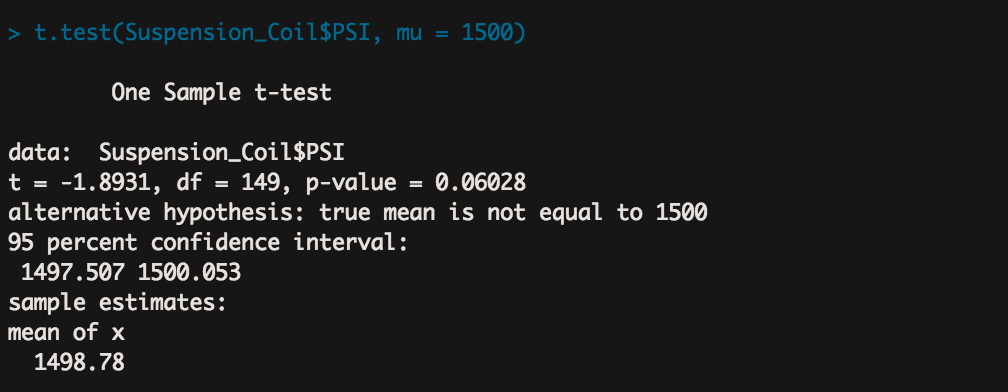 > t.test(Suspension_Coil$PSI, mu = 1500)
One Sample t-test
data:  Suspension_Coil$PSI
t = -1.8931, df = 149, p-value = 0.06028
alternative hypothesis: true mean is not equal to 1500
95 percent confidence interval:
 1497.507 1500.053
sample estimates:
mean of x
  1498.78